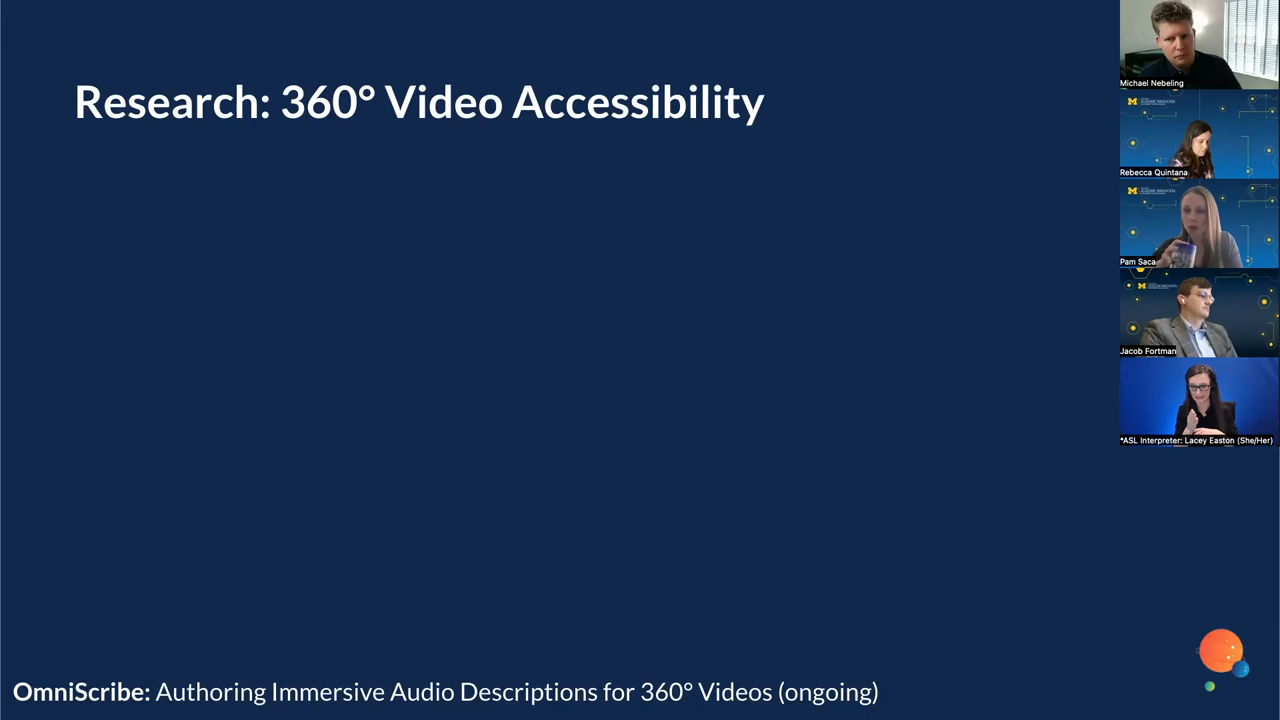 Research: 360° Video Accessibility
Michael Nebeling
Rebecca Quintana
Pam Saca
Jacob Fortman
*ASL Interpreter: Lacey Easton (She/Her)
OmniScribe: Authoring Immersive Audio Descriptions for 360° Videos (ongoing)